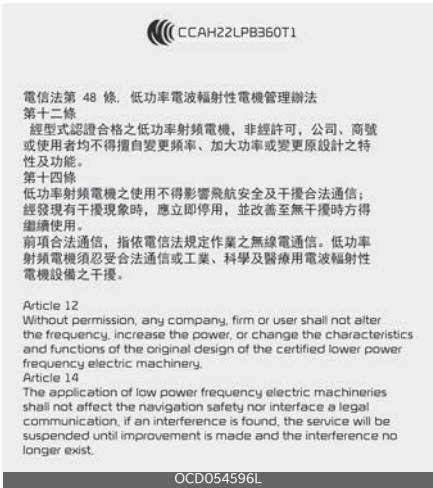 CCAH22LPB360T1
電信法第 48 條. 低功率電波輻射性電機管理辦法
第十二條
經型式認證合格之低功率射頻電機，非經許可，公司、商號
或使用者均不得擅自變更頻率、加大功率或變更原設計之特
性及功能。
第十四條
低功率射頻電機之使用不得影響飛航安全及干擾合法通信；
經發現有干擾現象時，應立即停用，並改善至無干擾時方得
繼續使用。
前項合法通信，指依電信法規定作業之無線電通信。低功率
射頻電機須忍受合法通信或工業、科學及醫療用電波輻射性
電機設備之干擾。
Article 12
Without permission, any company, firm or user shall not alter
the frequency, increase the power, or change the characteristics
and functions of the original design of the certified lower power
frequency electric machinery.
Article 14
The application of low power frequency electric machineries
shall not affect the navigation safety nor interface a legal
communication, if an interference is found, the service will be
suspended until improvement is made and the interference no
longer exist.
OCD054596L